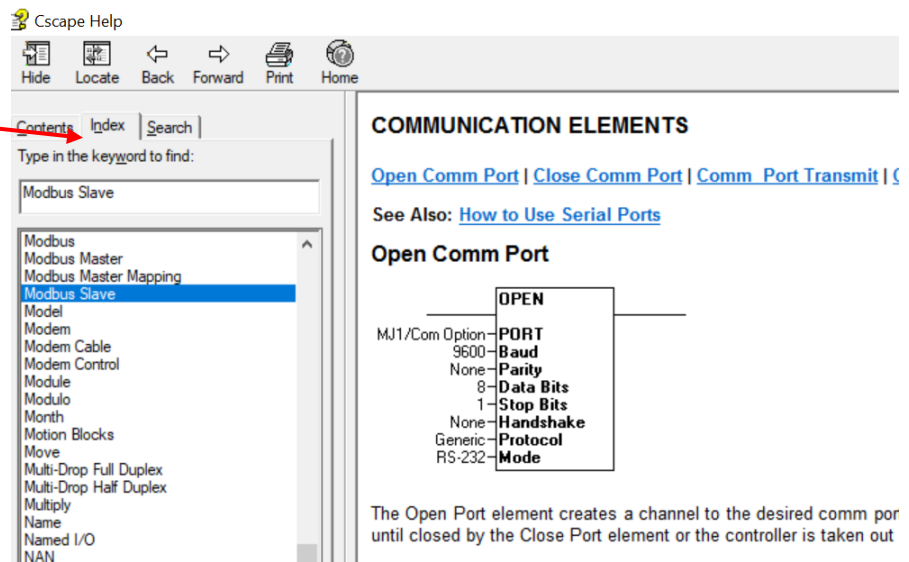 Cscape Help
Hide Locate Back Forward Print Home
Contents Index Search
Type in the keyword to find:
Modbus Slave
Modbus
Modbus Master
Modbus Master Mapping
Modbus Slave
Model
Modem
Modem Cable
Modem Control
Module
Modulo
Month
Motion Blocks
Move
Multi-Drop Full Duplex
Multi-Drop Half Duplex
Multiply
Name
Named I/O
NAN
COMMUNICATION ELEMENTS
Open Comm Port | Close Comm Port | Comm Port Transmit |
See Also: How to Use Serial Ports
Open Comm Port
OPEN
MJ1/Com Option PORT
9600 Baud
None Parity
8 Data Bits
1 Stop Bits
None Handshake
Generic Protocol
RS-232 Mode
The Open Port element creates a channel to the desired comm por
until closed by the Close Port element or the controller is taken out